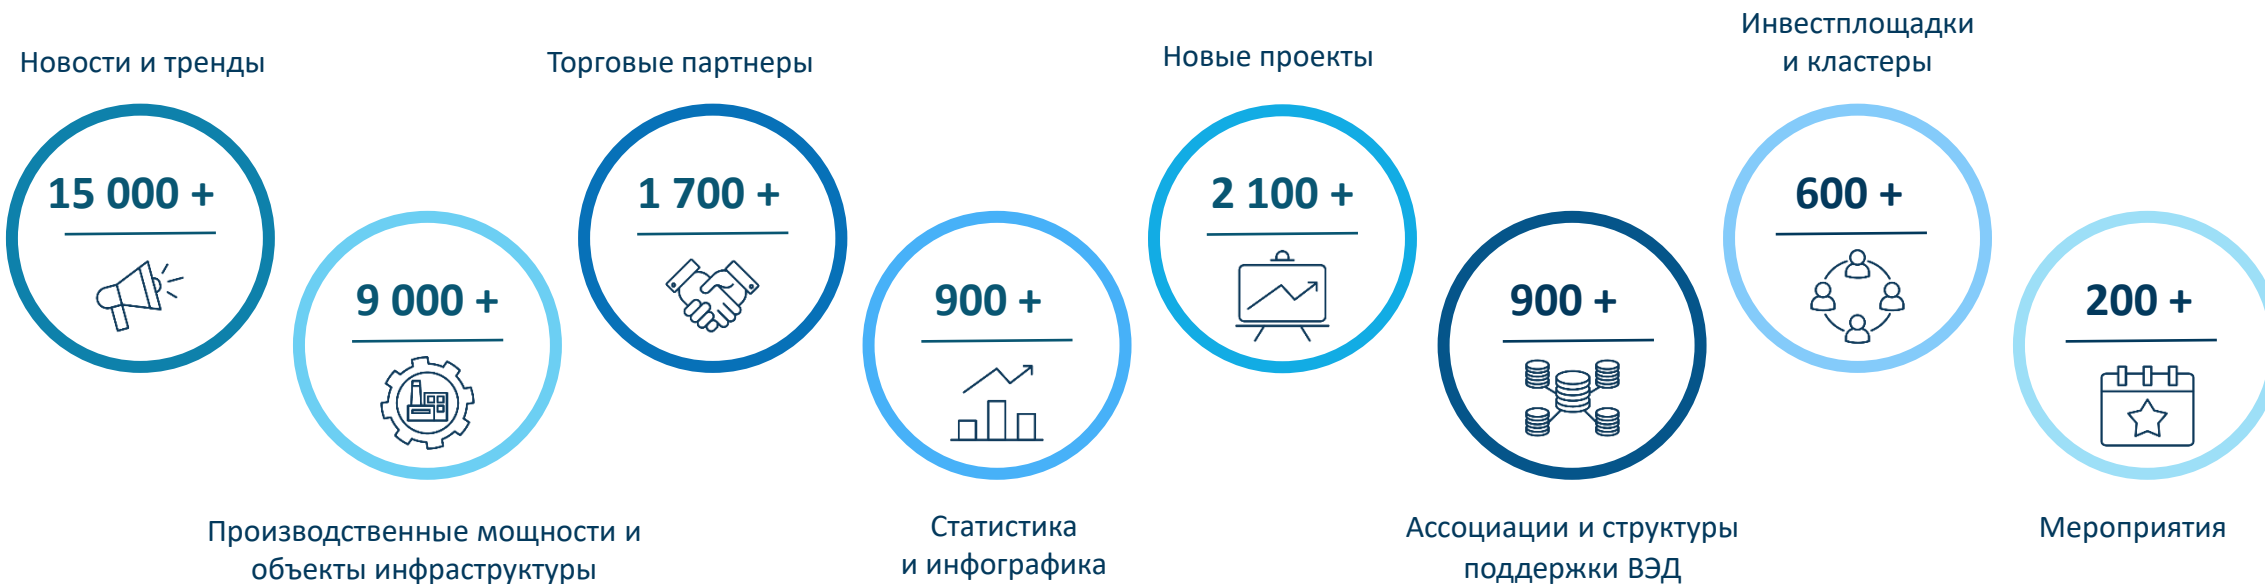 Новости и тренды
15 000 +
9 000 +
Производственные мощности и
объекты инфраструктуры
Торговые партнеры
1 700 +
900 +
Статистика
и инфографика
Новые проекты
2 100 +
900 +
Ассоциации и структуры
поддержки ВЭД
Инвестплощадки
и кластеры
600 +
200 +
Мероприятия